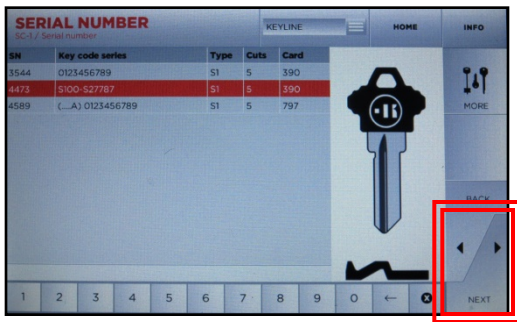 SERIAL NUMBER
SC-1 / Serial number
KEYLINE
HOME
INFO
SN Key code series Type Cuts Card
3544 0123456789 S1 5 390
4473 S100-S27787 S1 5 390
4589 (....A) 0123456789 S1 5 797
MORE
BACK
1 2 3 4 5 6 7 8 9 0 ←
NEXT